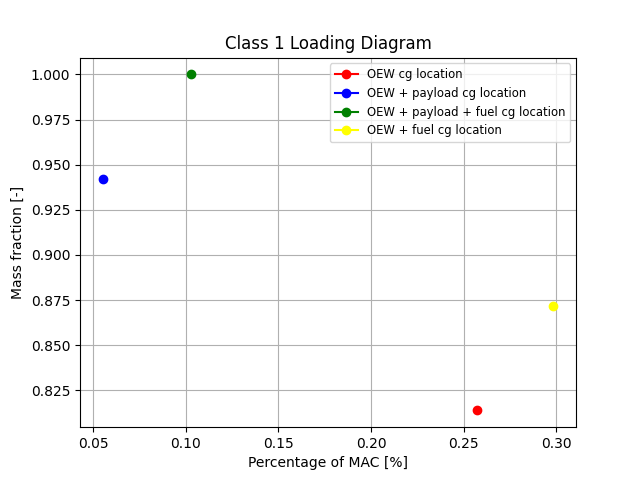 Class 1 Loading Diagram
OEW cg location
OEW + payload cg location
OEW + payload + fuel cg location
OEW + fuel cg location
Mass fraction [-]
1.000
0.975
0.950
0.925
0.900
0.875
0.850
0.825
0.05 0.10 0.15 0.20 0.25 0.30
Percentage of MAC [%]